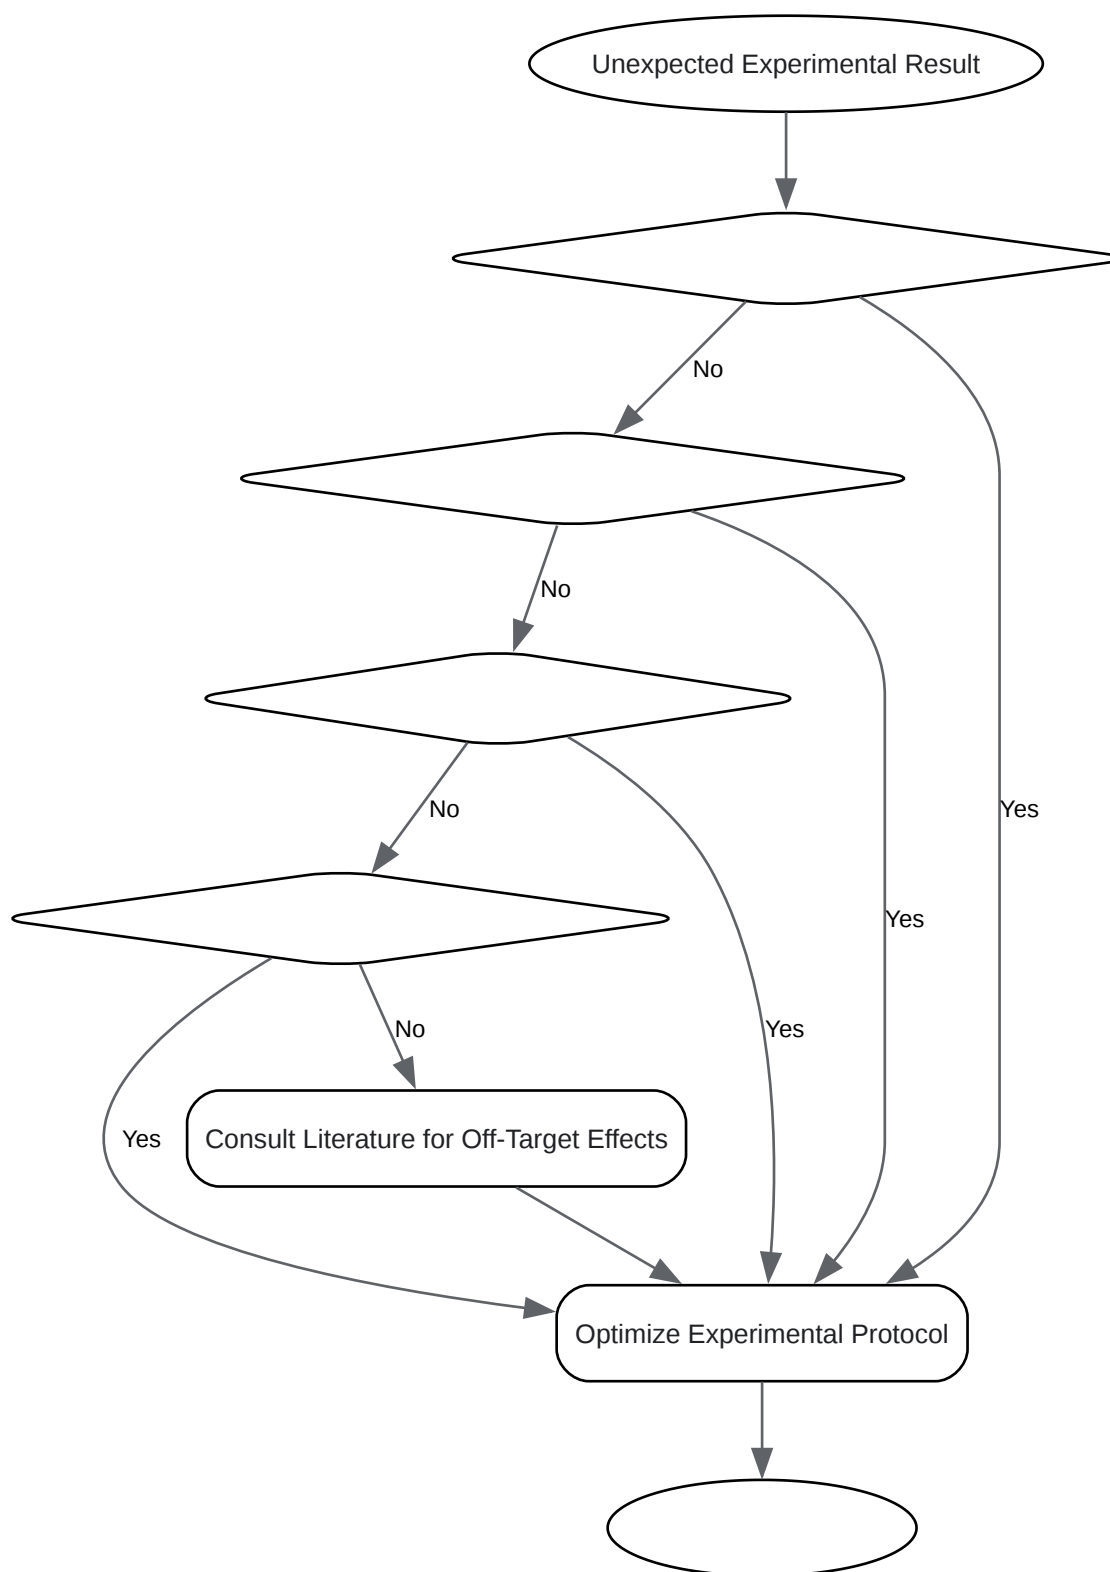 Unexpected Experimental Result
No
No
No
Yes
Yes
No
Yes
Yes
Consult Literature for Off-Target Effects
Optimize Experimental Protocol